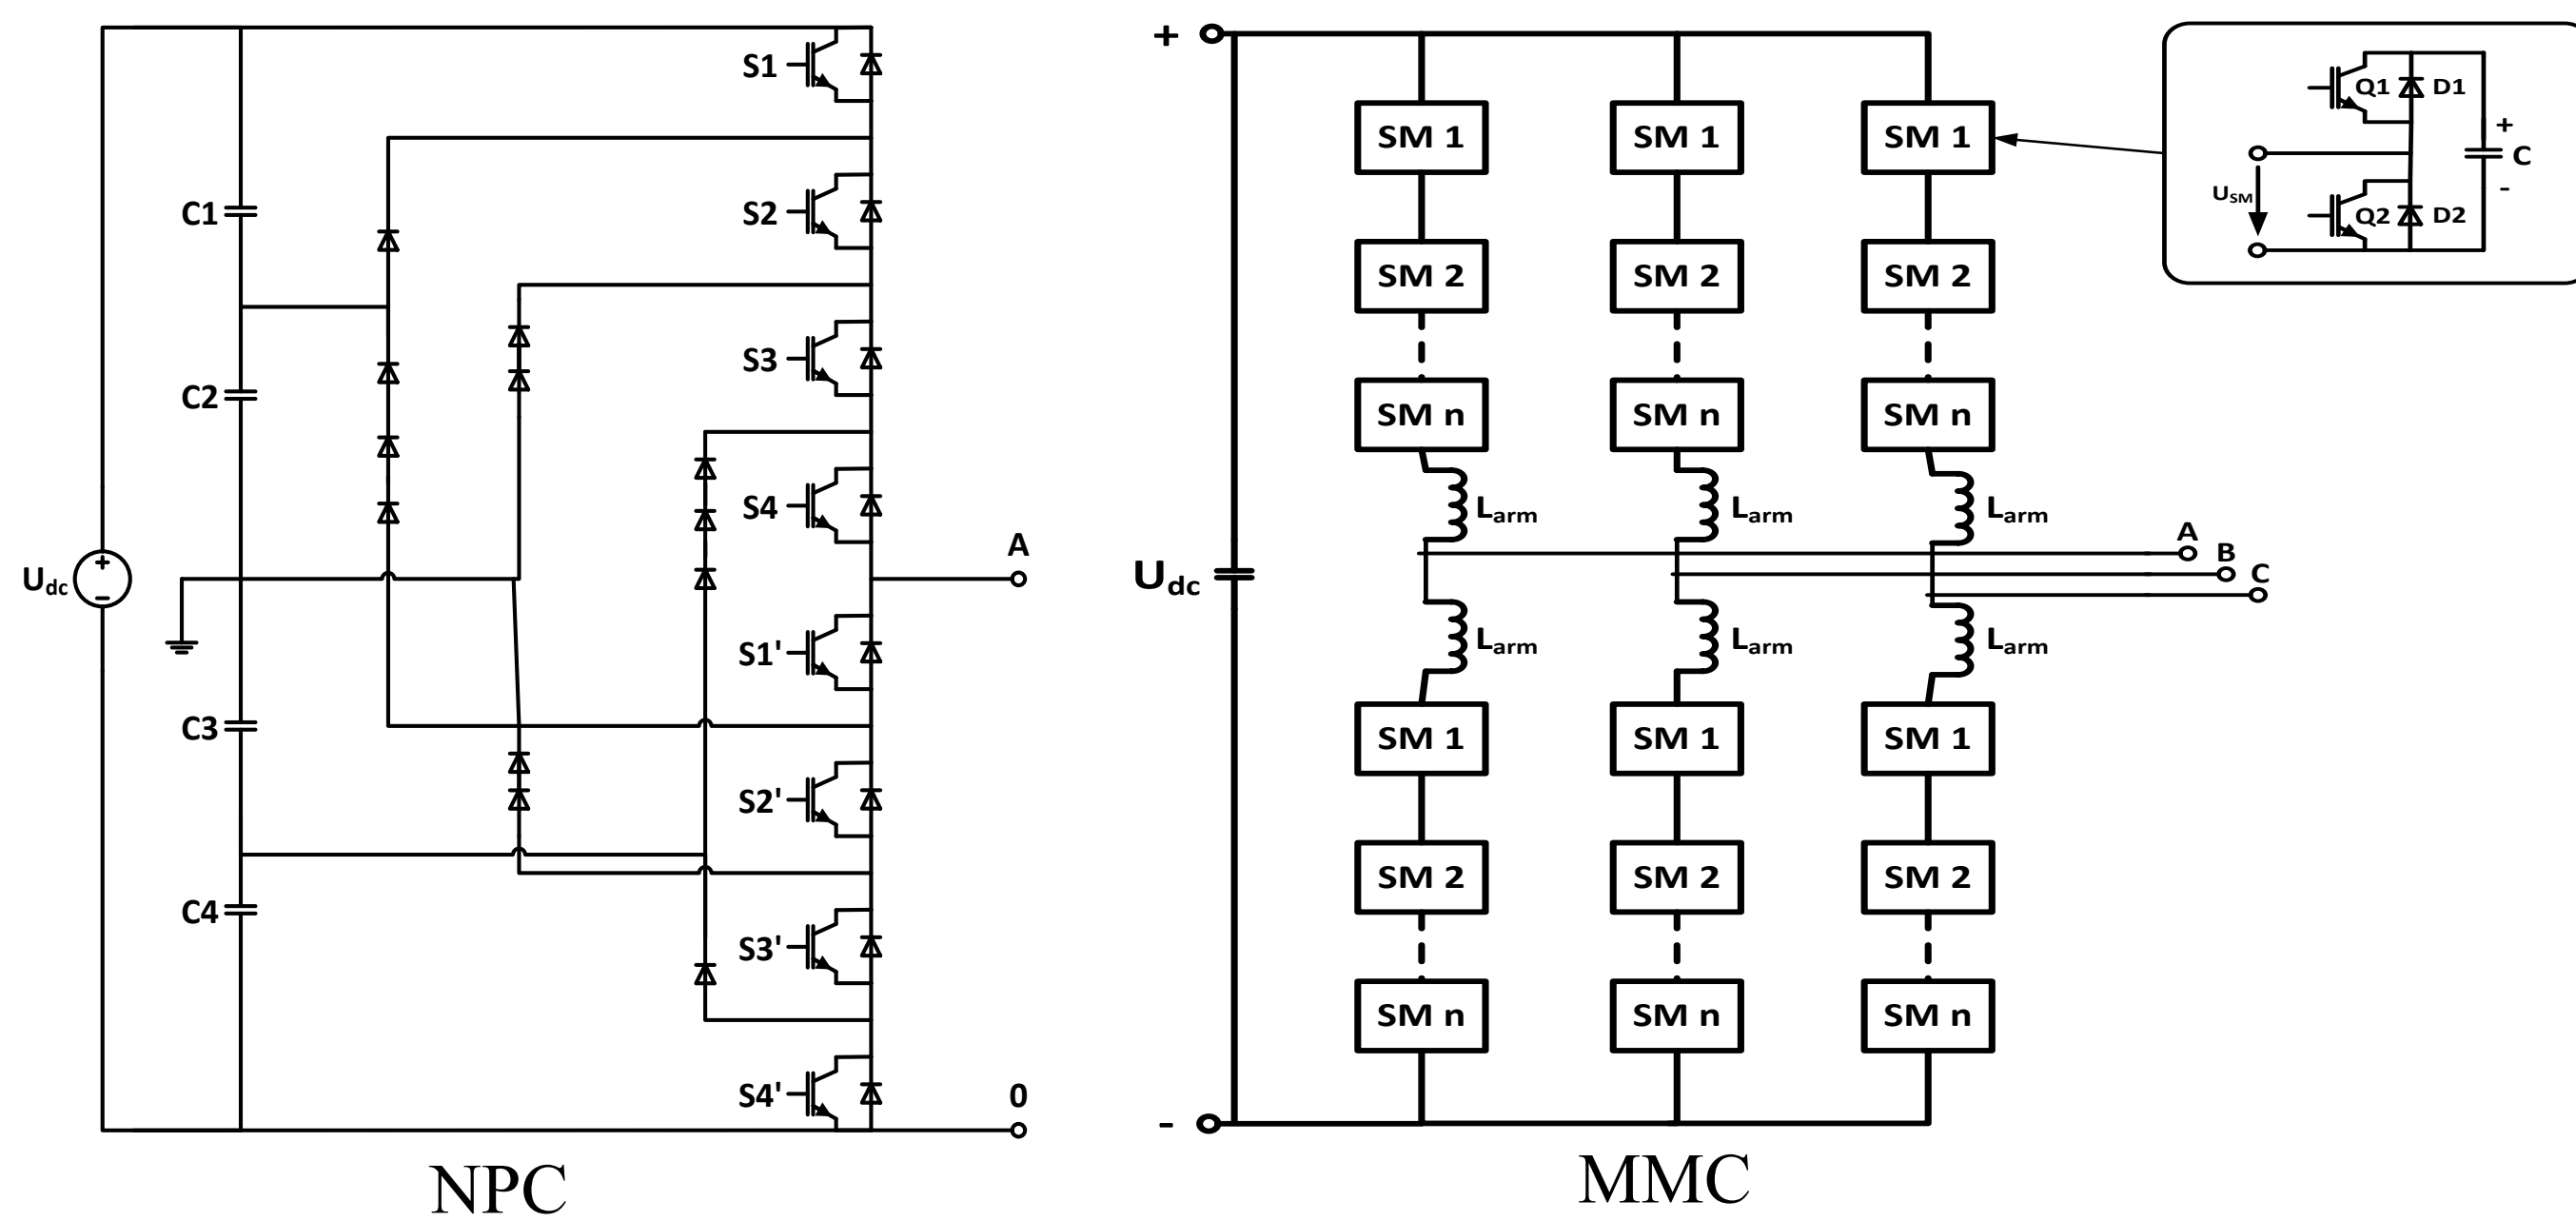 S1
S2
C1
C2
S3
S4
A
Udc
S1'
C3
S2'
C4
S3'
S4'
0
NPC
+
SM 1 SM 1 SM 1
SM 2 SM 2 SM 2
SM n SM n SM n
Larm Larm Larm
A
B
C
Udc
Larm Larm Larm
SM 1 SM 1 SM 1
SM 2 SM 2 SM 2
SM n SM n SM n
-
MMC
Q1 D1
+
C
USM
-
Q2 D2